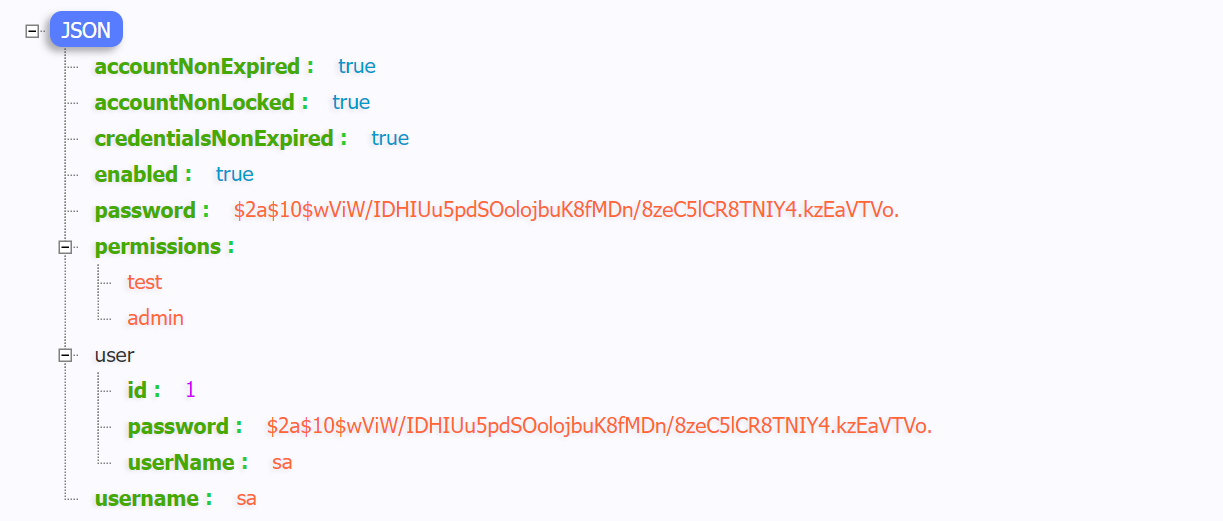 JSON
accountNonExpired : true
accountNonLocked : true
credentialsNonExpired : true
enabled : true
password : $2a$10$wViW/IDHIUu5pdSOolojbuK8fMDn/8zeC5lCR8TNIY4.kzEaVTVo.
permissions :
test
admin
user
id : 1
password : $2a$10$wViW/IDHIUu5pdSOolojbuK8fMDn/8zeC5lCR8TNIY4.kzEaVTVo.
userName : sa
username : sa